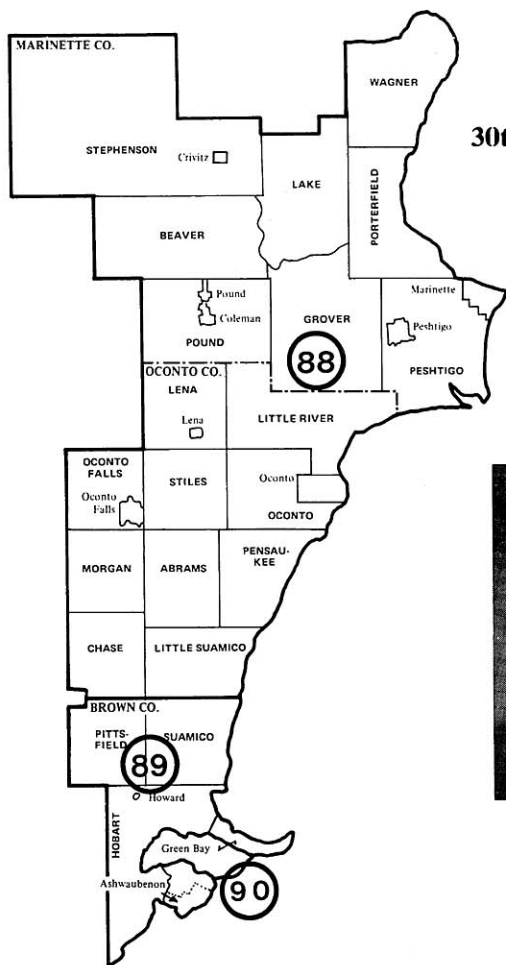 MARINETTE CO.
WAGNER
30t
STEPHENSON
Crivitz
LAKE
PORTERFIELD
BEAVER
Marinette
Pound
Coleman
GROVER
Peshtigo
POUND
88
PESHTIGO
OCONTO CO.
LENA
Lena
LITTLE RIVER
OCONTO
FALLS
STILES
Oconto
Oconto
Falls
OCONTO
PENSAU-
KEE
MORGAN
ABRAMS
CHASE
LITTLE SUAMICO
BROWN CO.
PITTS-
FIELD
SUAMICO
89
Howard
HOBART
Green Bay
Ashwaubenon
90